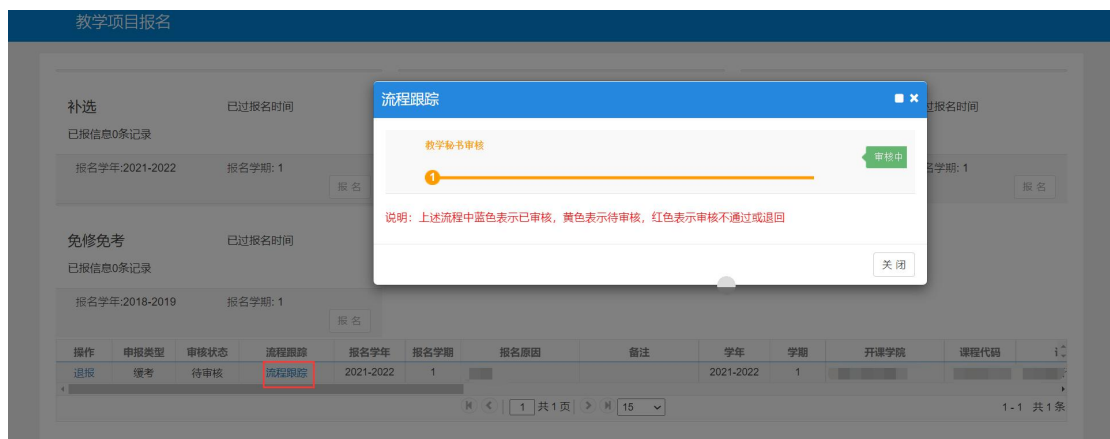 教学项目报名
流程跟踪
补选 已过报名时间 过报名时间
已报信息0条记录
教学秘书审核
审核中
1
报名学年:2021-2022 报名学期: 1 名学期: 1
报 名 报 名
说明：上述流程中蓝色表示已审核，黄色表示待审核，红色表示审核不通过或退回
免修免考 已过报名时间
已报信息0条记录
关 闭
报名学年:2018-2019 报名学期: 1
报 名
操作 申报类型 审核状态 流程跟踪 报名学年 报名学期 报名原因 备注 学年 学期 开课学院 课程代码
退报 缓考 待审核 流程跟踪 2021-2022 1 2021-2022 1
1 共 1 页 15 1 - 1 共 1 条